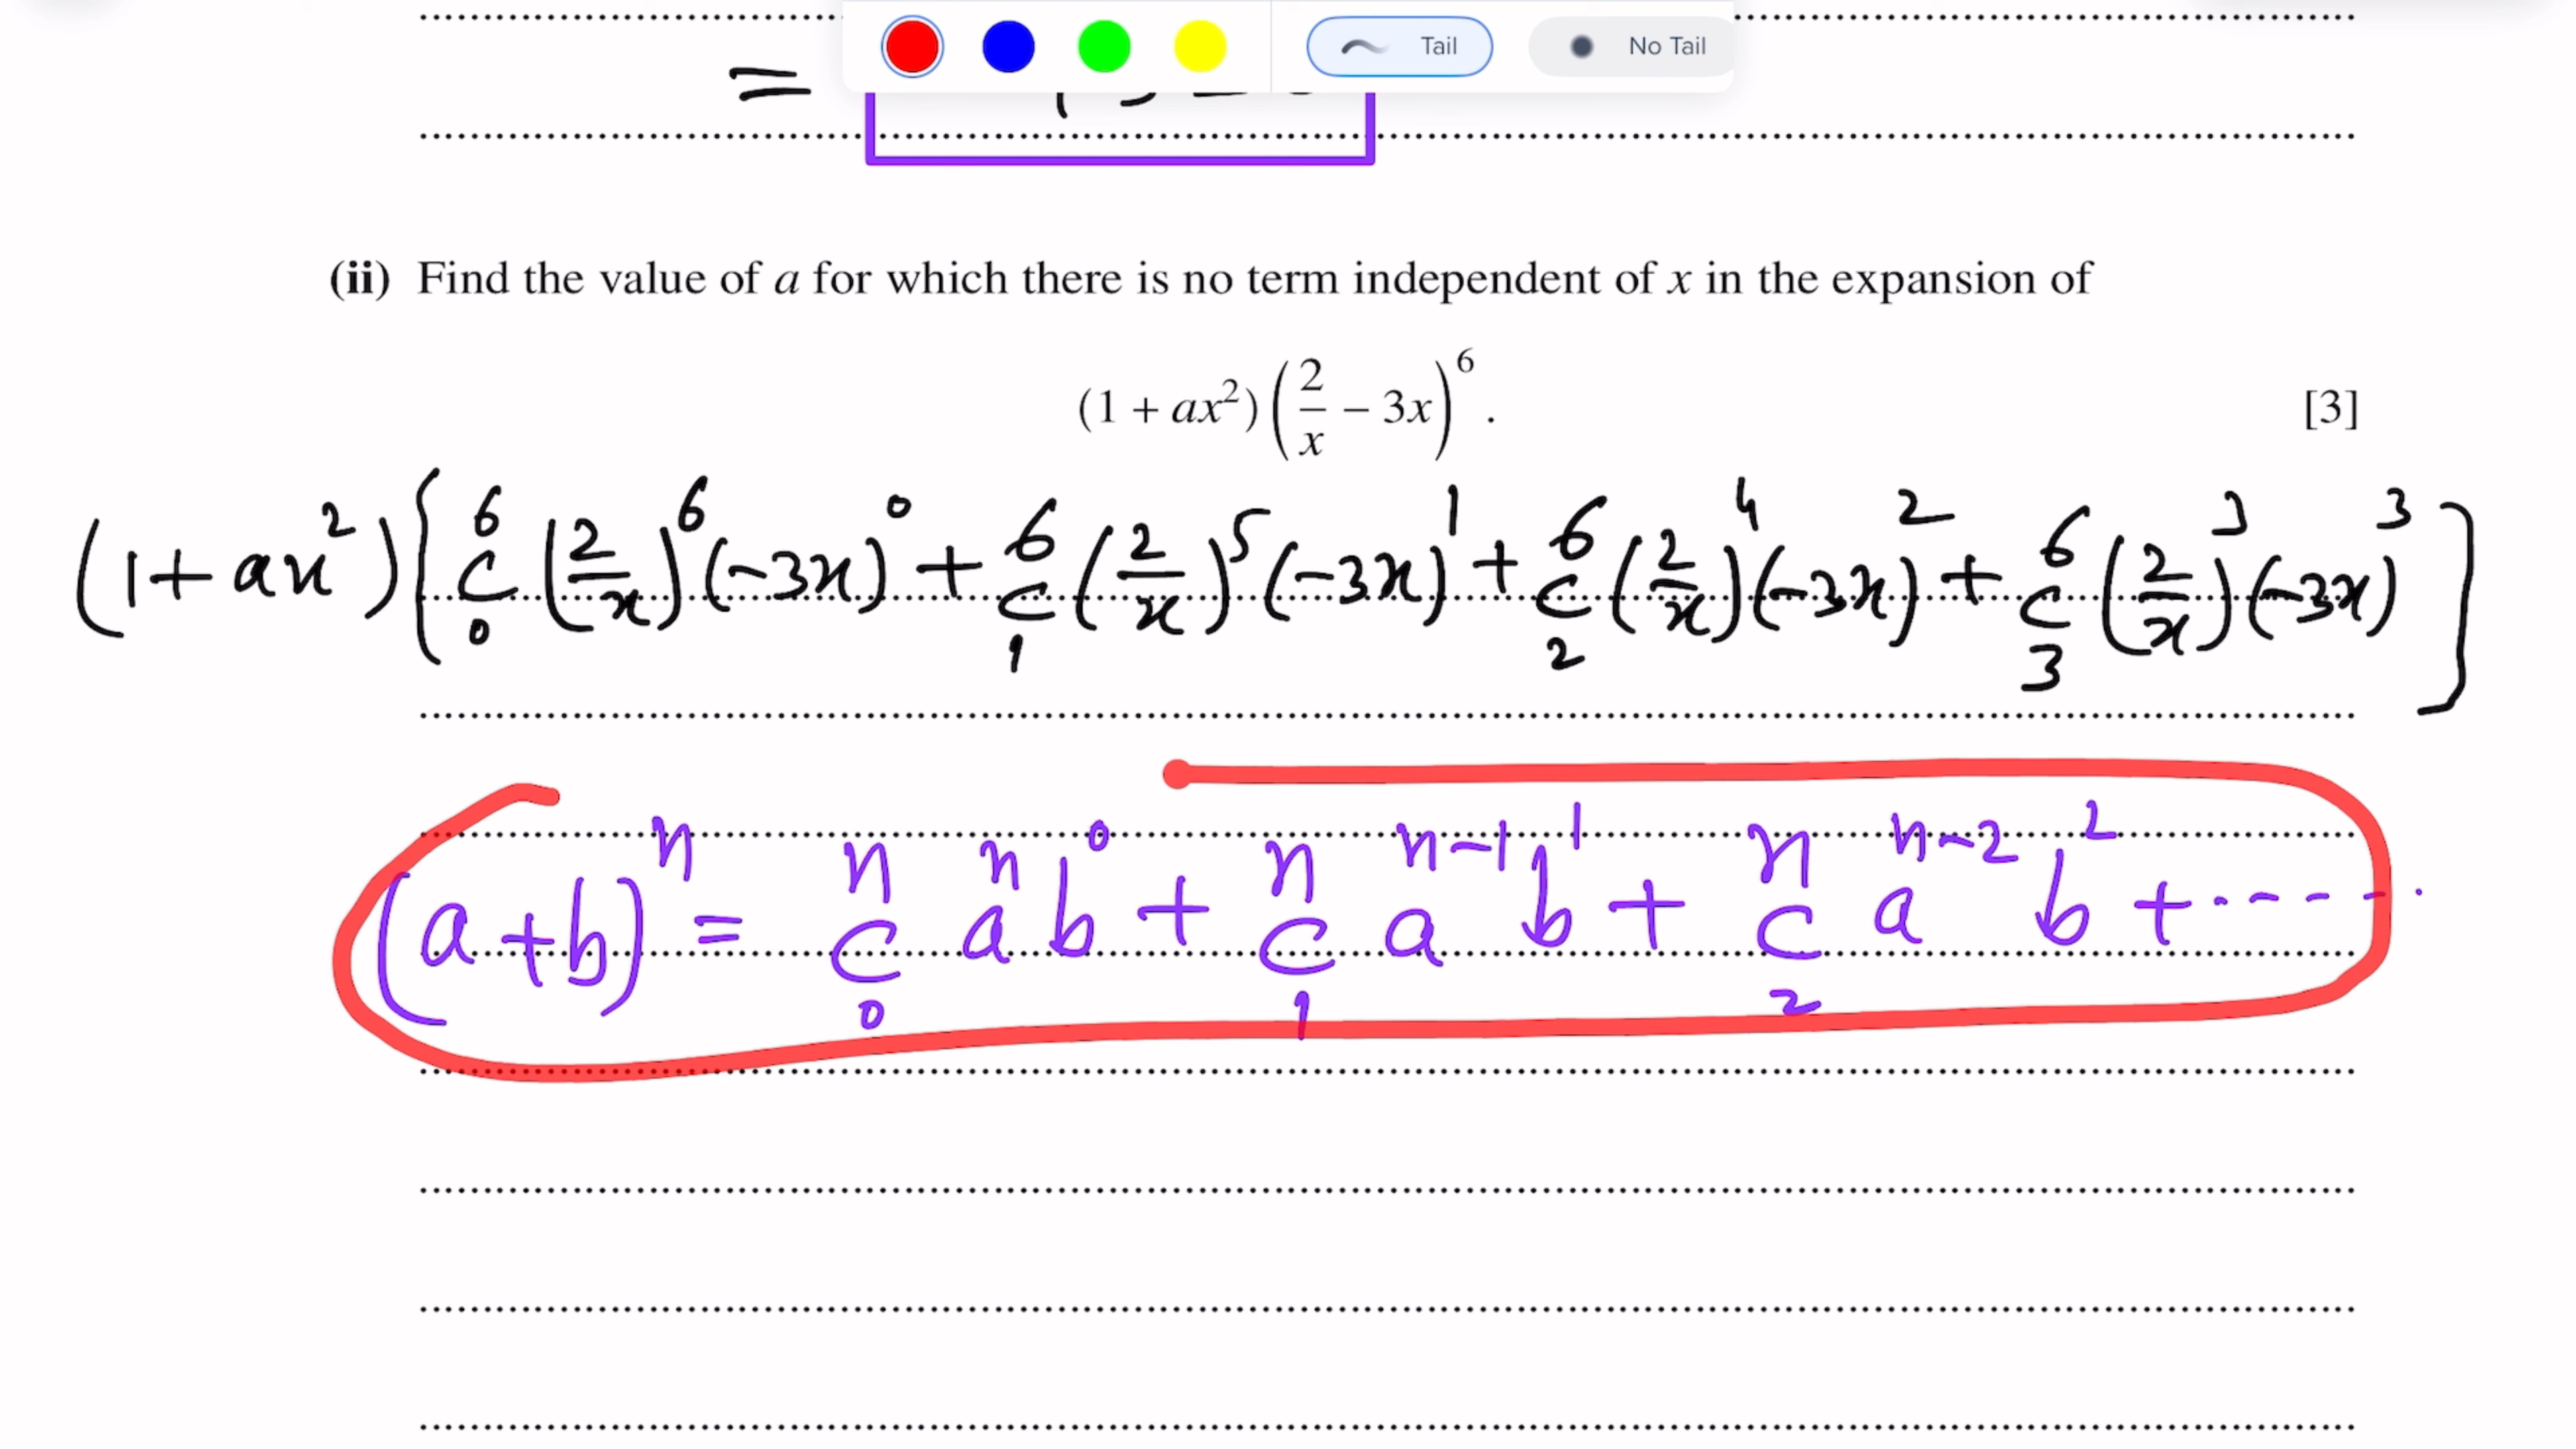 Tail No Tail
=
(ii) Find the value of a for which there is no term independent of x in the expansion of
(1 + ax²)(2/x − 3x)⁶. [3]
(1+ax²){⁶C₀ (2/x)⁶(-3x)⁰ + ⁶C₁ (2/x)⁵(-3x)¹ + ⁶C₂ (2/x)⁴(-3x)² + ⁶C₃ (2/x)³(-3x)³]
(a+b)ⁿ = ⁿC₀ aⁿ b⁰ + ⁿC₁ aⁿ⁻¹ b¹ + ⁿC₂ aⁿ⁻² b² + ......